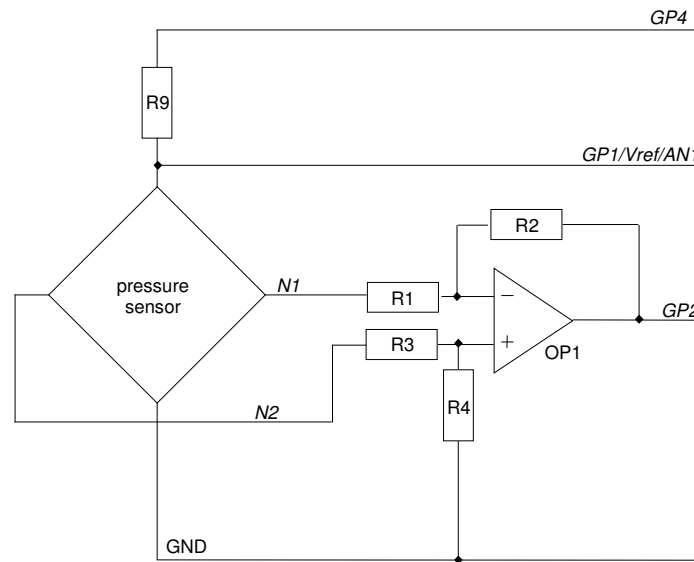 GP4
R9
GP1/Vref/AN1
R2
pressure
sensor
N1
R1
−
GP2
R3
+
OP1
R4
N2
GND